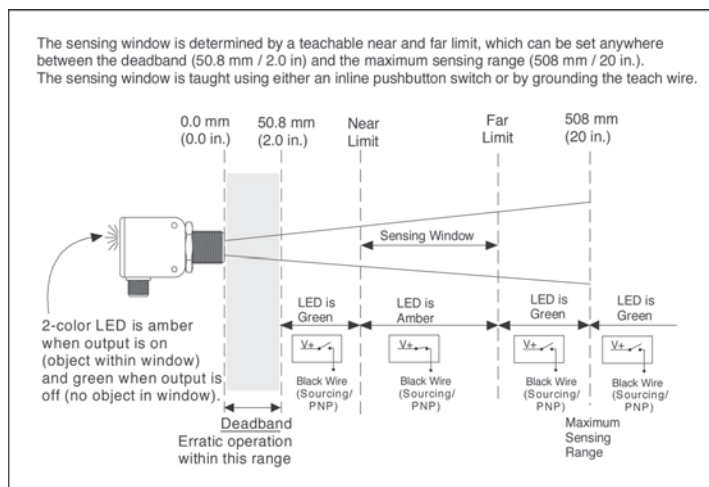 The sensing window is determined by a teachable near and far limit, which can be set anywhere
between the deadband (50.8 mm / 2.0 in) and the maximum sensing range (508 mm / 20 in.).
The sensing window is taught using either an inline pushbutton switch or by grounding the teach wire.
0.0 mm
(0.0 in.)
50.8 mm
(2.0 in.)
Near
Limit
Far
Limit
508 mm
(20 in.)
Sensing Window
LED is
Green
LED is
Amber
LED is
Green
LED is
Green
V+
V+
V+
V+
Black Wire
(Sourcing/
PNP)
Black Wire
(Sourcing/
PNP)
Black Wire
(Sourcing/
PNP)
Black Wire
(Sourcing/
PNP)
2-color LED is amber
when output is on
(object within window)
and green when output is
off (no object in window).
Deadband
Erratic operation
within this range
Maximum
Sensing
Range